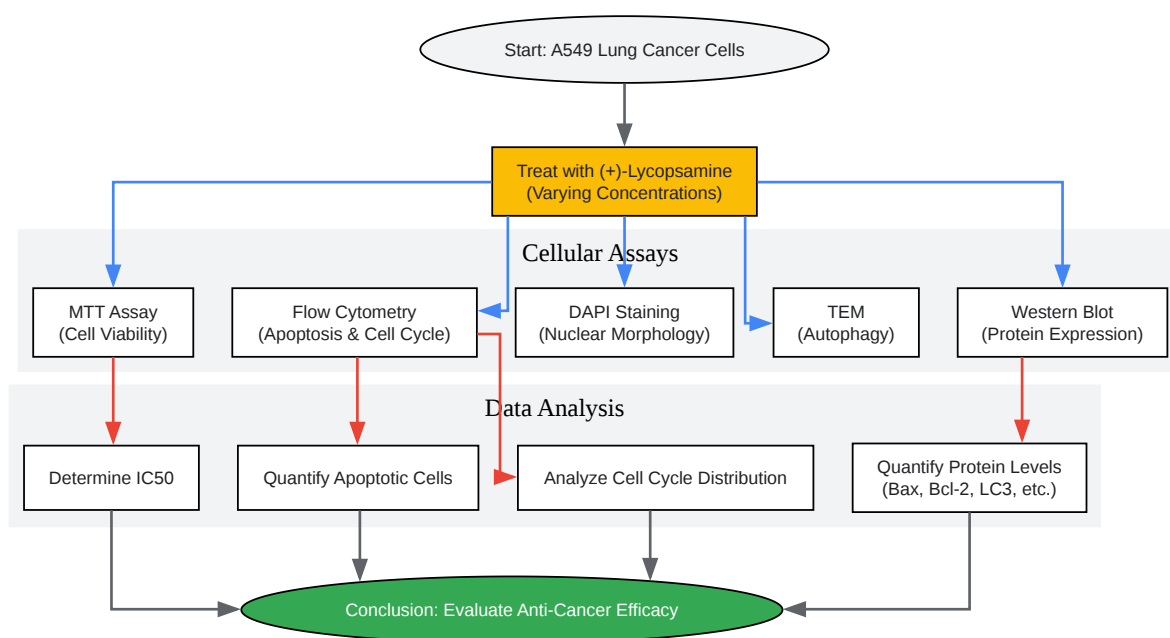 Start: A549 Lung Cancer Cells
Treat with (+)-Lycopsamine
(Varying Concentrations)
Cellular Assays
MTT Assay
(Cell Viability)
Flow Cytometry
(Apoptosis & Cell Cycle)
DAPI Staining
(Nuclear Morphology)
TEM
(Autophagy)
Western Blot
(Protein Expression)
Data Analysis
Determine IC50
Quantify Apoptotic Cells
Analyze Cell Cycle Distribution
Quantify Protein Levels
(Bax, Bcl-2, LC3, etc.)
Conclusion: Evaluate Anti-Cancer Efficacy